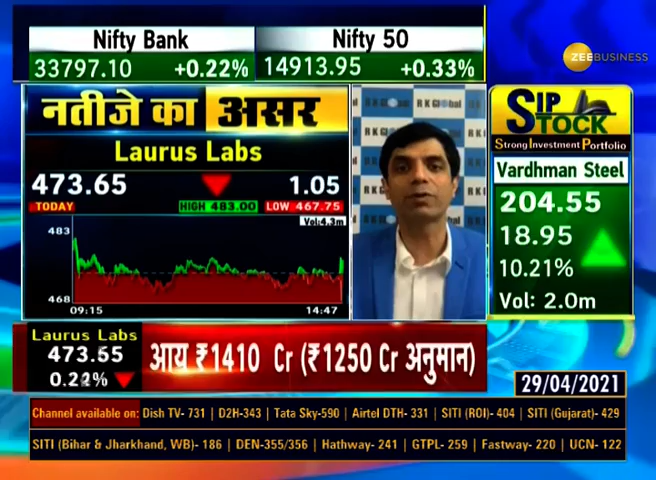 Nifty Bank
33797.10 +0.22%
Nifty 50
14913.95 +0.33%
ZEE BUSINESS
नतीजे का असर
Laurus Labs
473.65 1.05
TODAY HIGH 483.00 LOW 467.75
Vol:4.3m
483
468
09:15 14:47
RK Global
SIP
STOCK
Strong Investment Portfolio
Vardhman Steel
204.55
18.95
10.21%
Vol: 2.0m
Laurus Labs
473.55
0.22%
आय ₹1410 Cr (₹1250 Cr अनुमान)
29/04/2021
Channel available on: Dish TV- 731 | D2H-343 | Tata Sky-590 | Airtel DTH- 331 | SITI (ROI)- 404 | SITI (Gujarat)- 429
SITI (Bihar & Jharkhand, WB)- 186 | DEN-355/356 | Hathway- 241 | GTPL- 259 | Fastway- 220 | UCN- 122